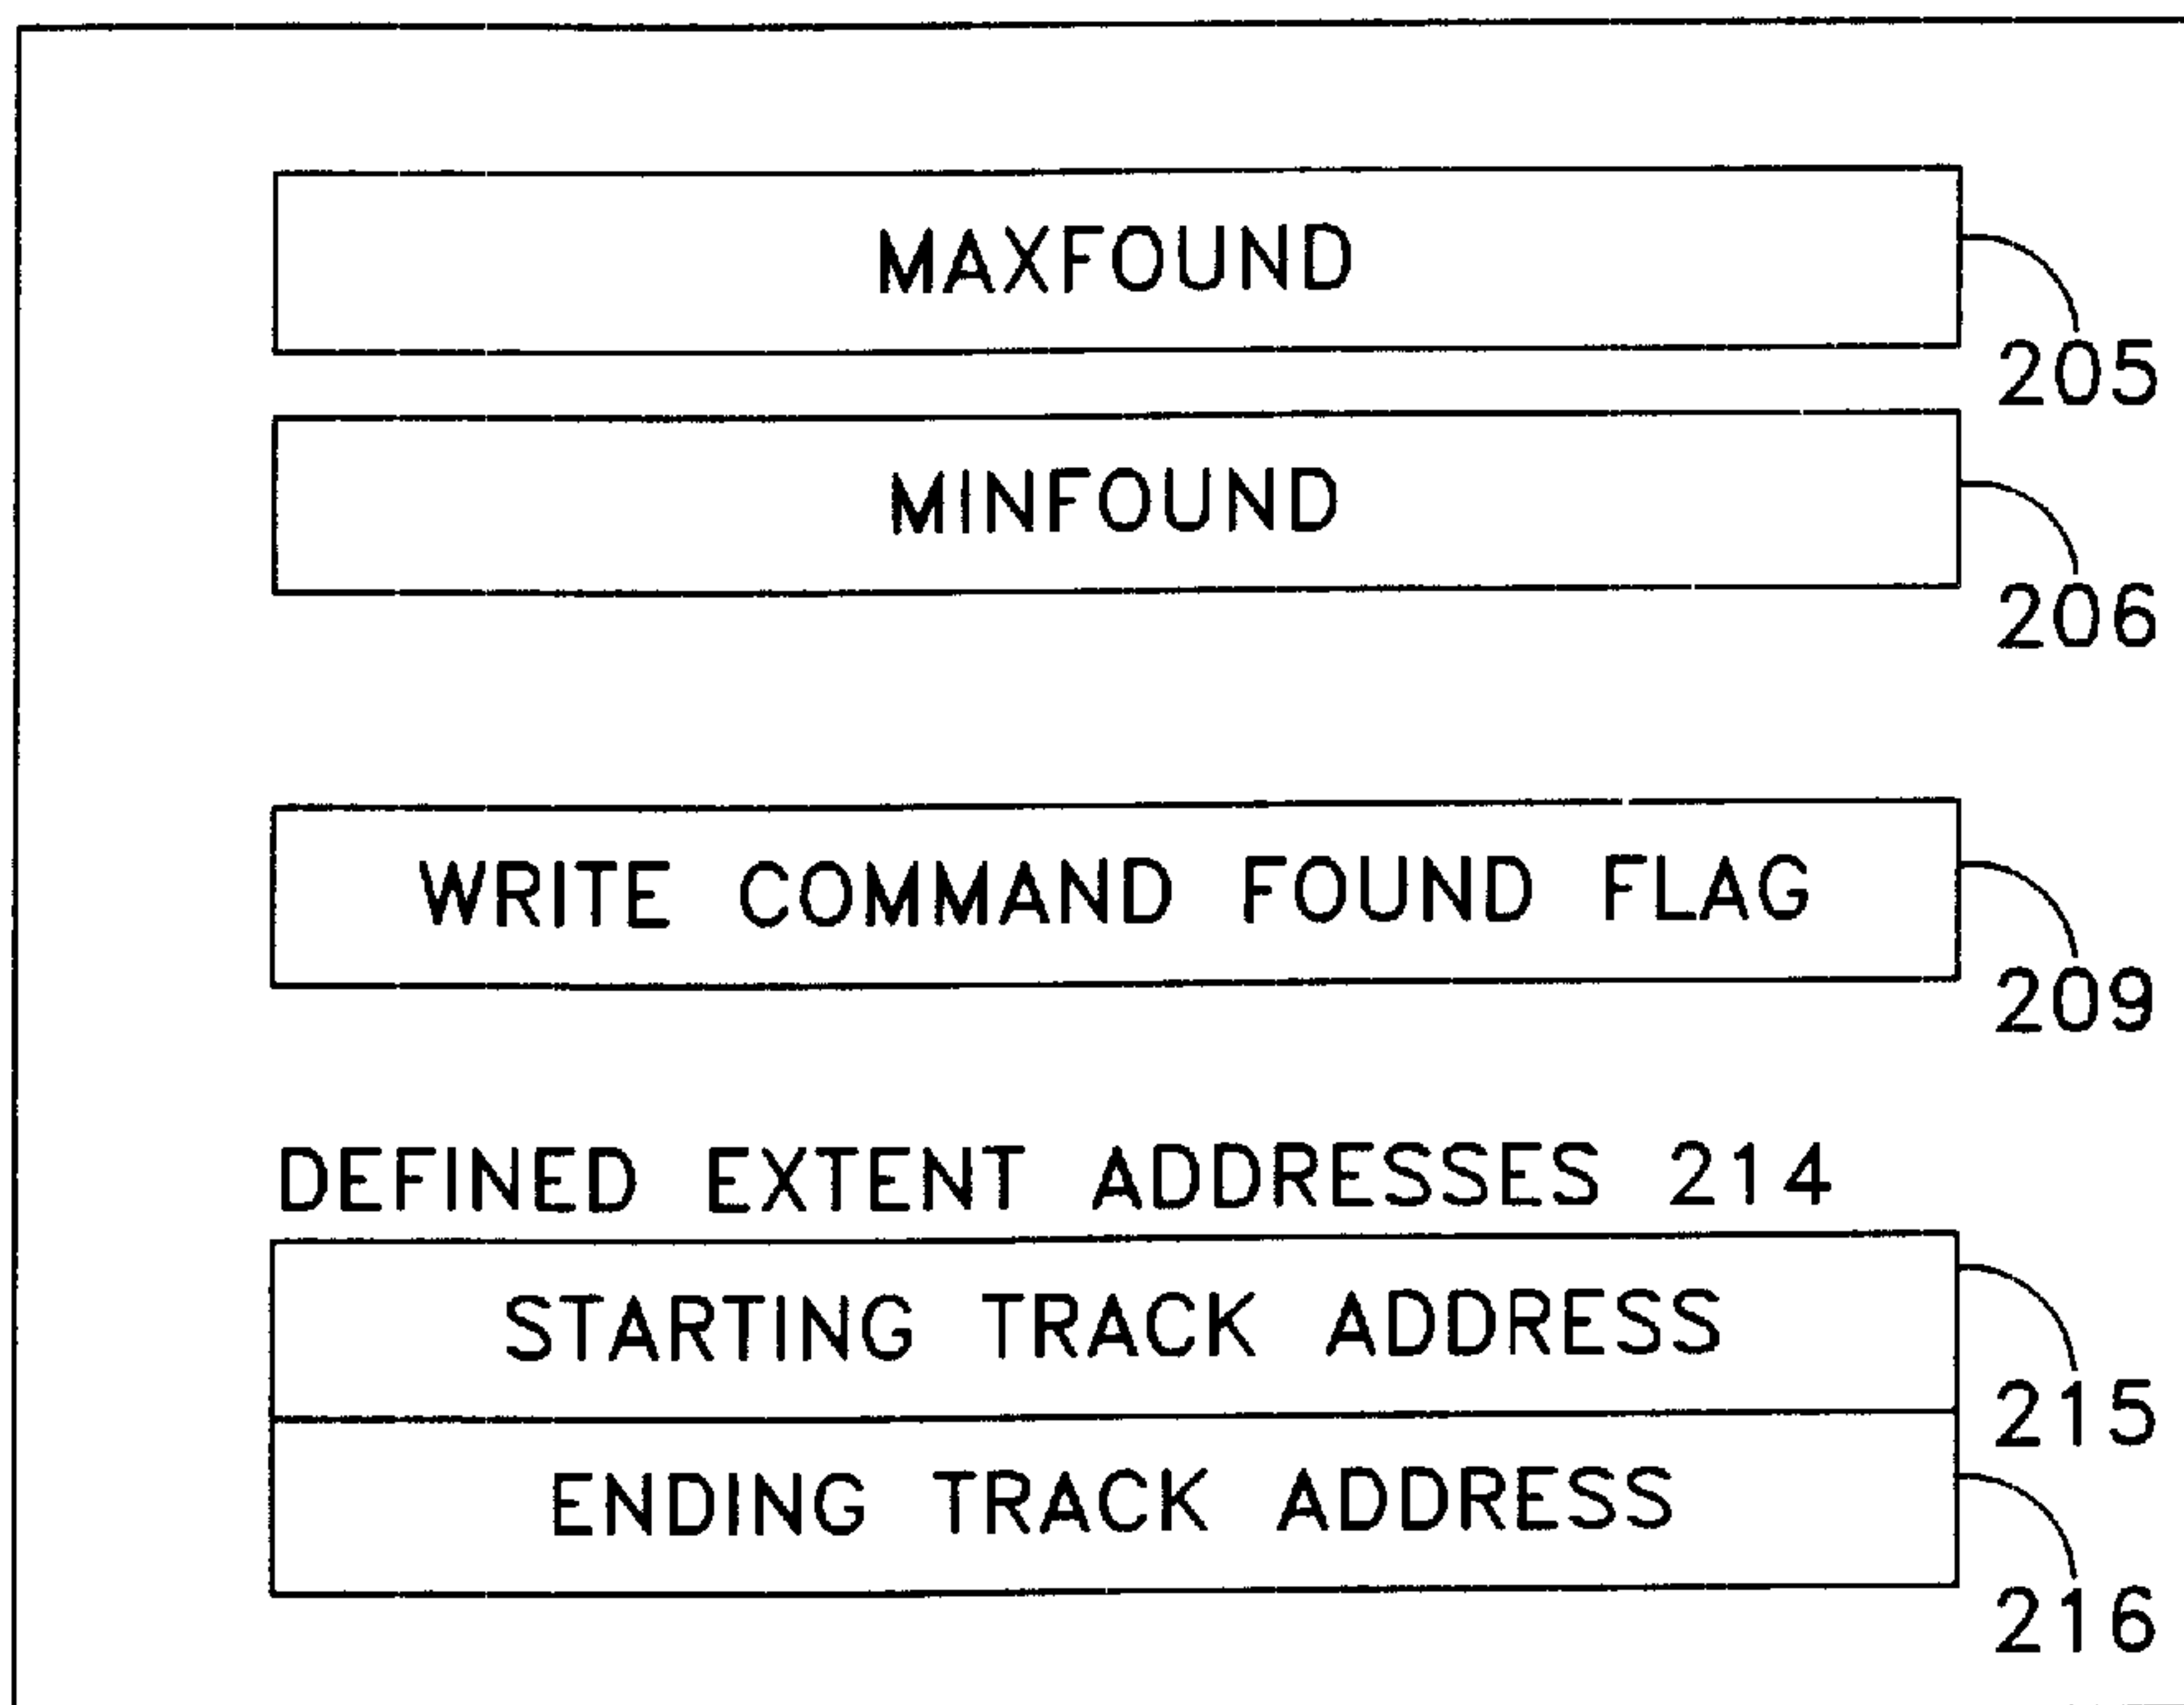 MAXFOUND
205
MINFOUND
206
WRITE COMMAND FOUND FLAG
209
DEFINED EXTENT ADDRESSES 214
STARTING TRACK ADDRESS
215
ENDING TRACK ADDRESS
216